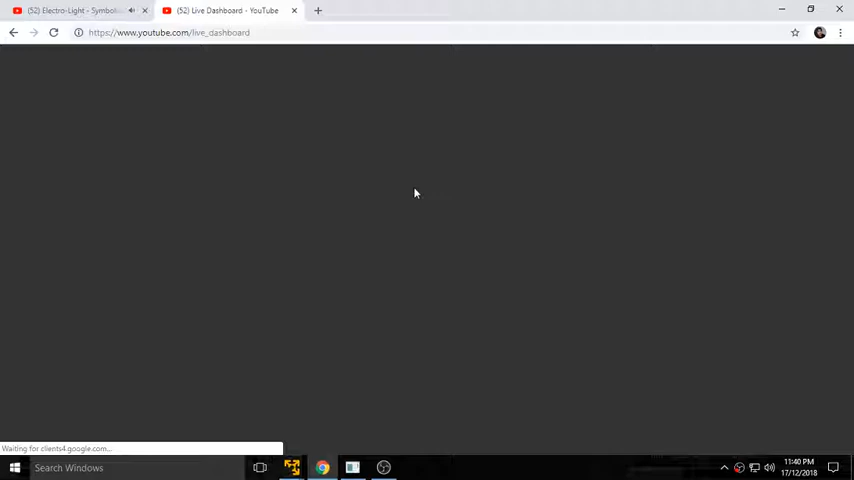 (52) Electro-Light - Symbolis
(52) Live Dashboard - YouTube
https://www.youtube.com/live_dashboard
Waiting for clients4.google.com...
Search Windows
11:40 PM
17/12/2018